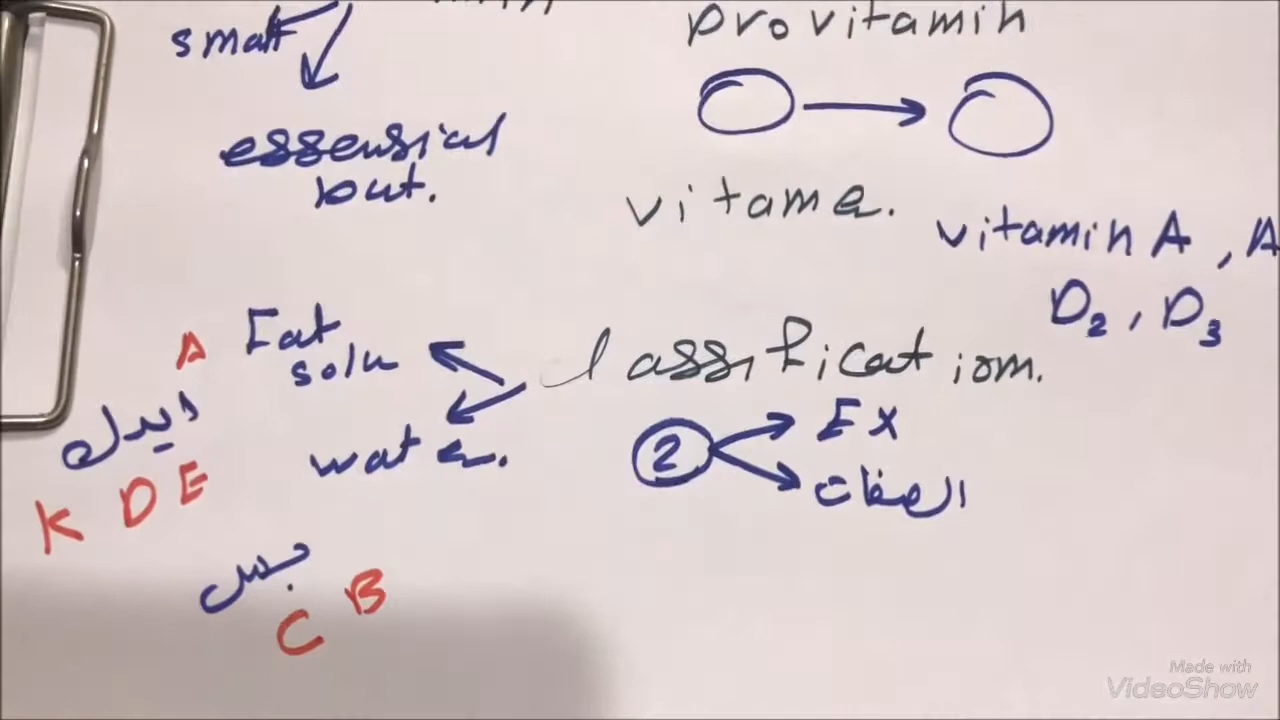 small
essensial
but.
provitamin
vitame.
vitamin A , A
D2 , D3
classification.
Fat
solu
water.
A
ايدك
K D E
بس
C B
2
EX
الصفات
Made with
VideoShow